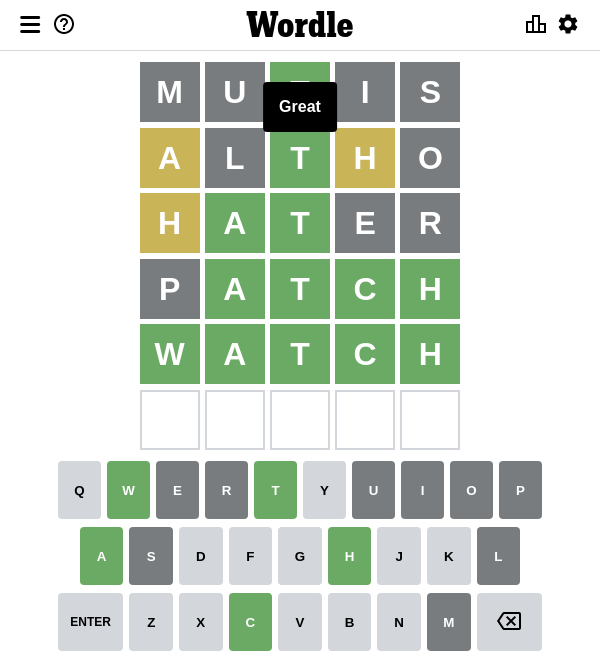 Wordle
M U I S
Great
A L T H O
H A T E R
P A T C H
W A T C H
Q W E R T Y U I O P
A S D F G H J K L
ENTER Z X C V B N M